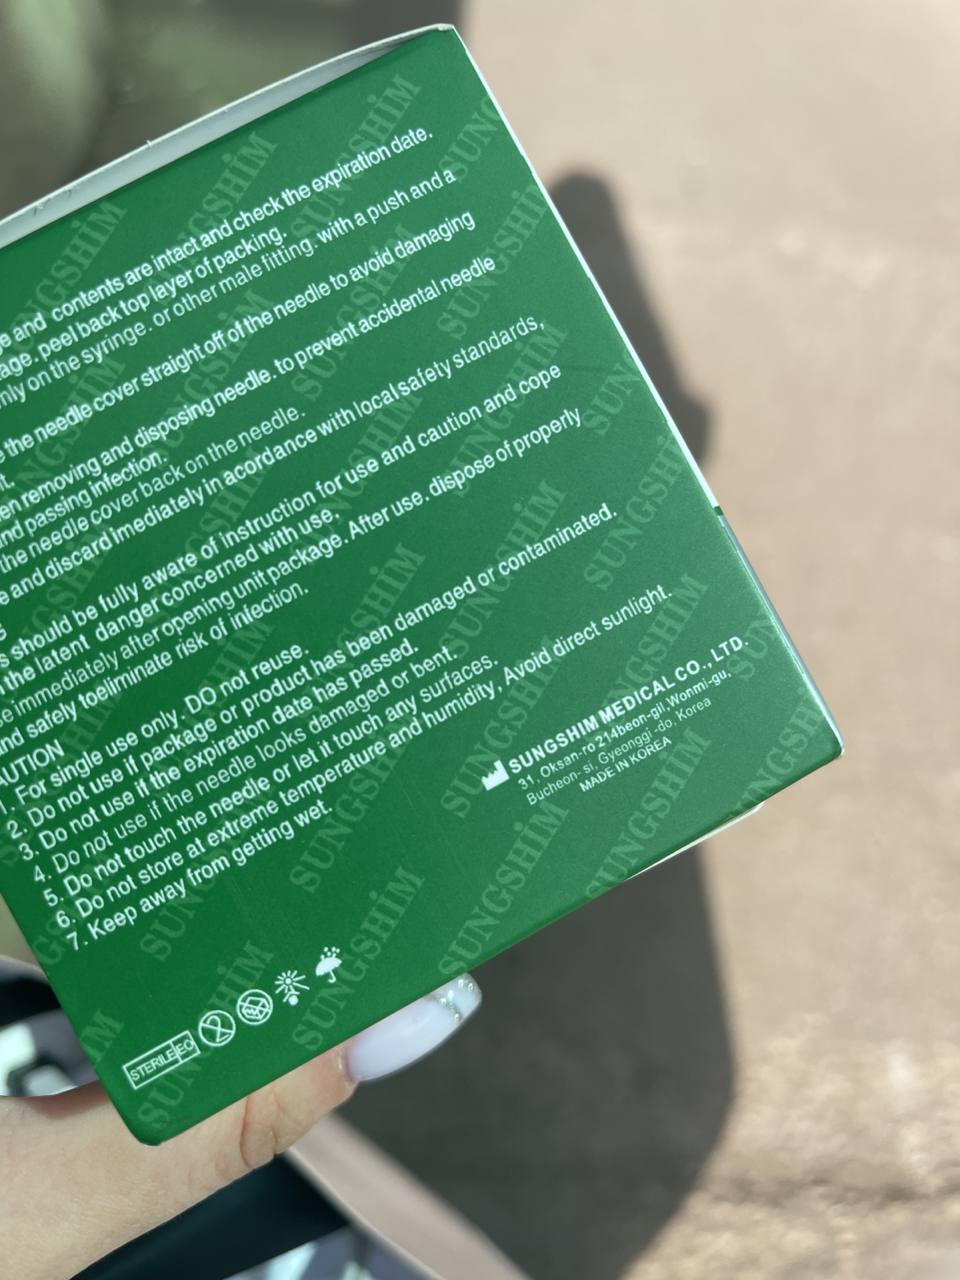 and contents are intact and check the expiration date.
peel back top layer of packing.
on the syringe. or other male fitting. with a push and a
the needle cover straight off of the needle to avoid damaging
removing and disposing needle. to prevent accidental needle
and passing infection.
the needle cover back on the needle.
and discard imediately in accordance with local safety standards,
should be fully aware of instruction for use and caution and cope
the latent danger concerned with use.
immediately after opening unit package. After use. dispose of properly
and safety toeliminate risk of infection.
CAUTION
1. For single use only. DO not reuse.
2. Do not use if package or product has been damaged or contaminated.
3. Do not use if the expiration date has passed.
4. Do not use if the needle looks damaged or bent.
5. Do not touch the needle or let it touch any surfaces.
6. Do not store at extreme temperature and humidity, Avoid direct sunlight.
7. Keep away from getting wet.
SUNGSHIM MEDICAL CO., LTD.
31, Oksan-ro 214beon-gil, Wonmi-gu,
Bucheon-si, Gyeonggi-do, Korea
MADE IN KOREA
STERILE EO 2
SUNGSHİM